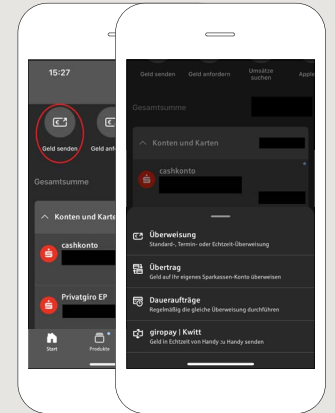 15:27
Geld senden
Gesamtsumme
Konten und Karte
cashkonto
Privatgiro EP
Start
Produkte
Geld senden Geld anfordern Umsätze suchen Apple
Gesamtsumme
Konten und Karten
cashkonto
Überweisung
Standard-, Termin- oder Echtzeit-Überweisung
Übertrag
Geld auf Ihr eigenes Sparkassen-Konto überweisen
Daueraufträge
Regelmäßig die gleiche Überweisung durchführen
giropay | Kwitt
Geld in Echtzeit von Handy zu Handy senden